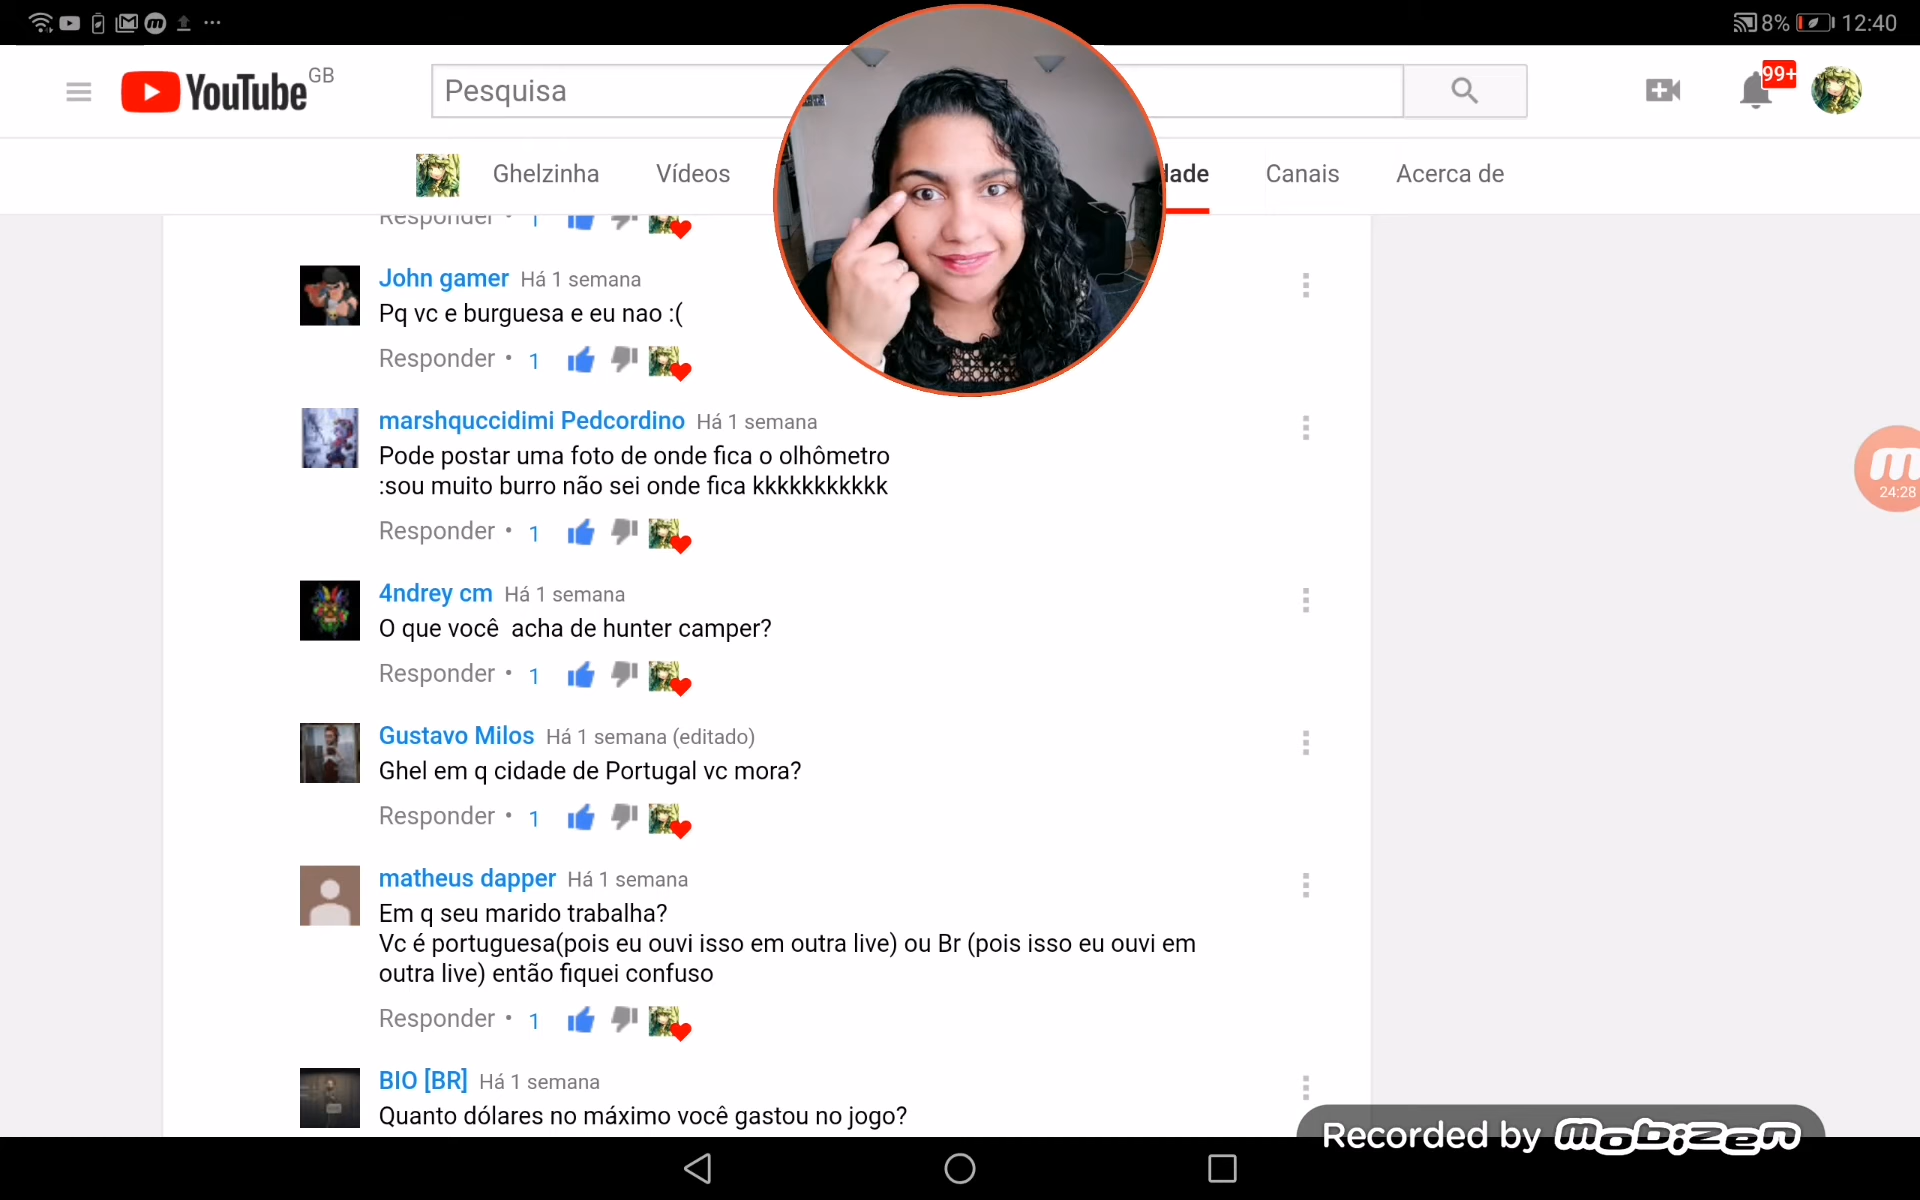 8% 12:40
YouTube GB
Pesquisa
99+
Ghelzinha Vídeos dade Canais Acerca de
Responder • 1
John gamer Há 1 semana
Pq vc e burguesa e eu nao :(
Responder • 1
marshquccidimi Pedcordino Há 1 semana
Pode postar uma foto de onde fica o olhômetro
:sou muito burro não sei onde fica kkkkkkkkkkk
Responder • 1
24:28
4ndrey cm Há 1 semana
O que você acha de hunter camper?
Responder • 1
Gustavo Milos Há 1 semana (editado)
Ghel em q cidade de Portugal vc mora?
Responder • 1
matheus dapper Há 1 semana
Em q seu marido trabalha?
Vc é portuguesa(pois eu ouvi isso em outra live) ou Br (pois isso eu ouvi em
outra live) então fiquei confuso
Responder • 1
BIO [BR] Há 1 semana
Quanto dólares no máximo você gastou no jogo?
Recorded by mobizen